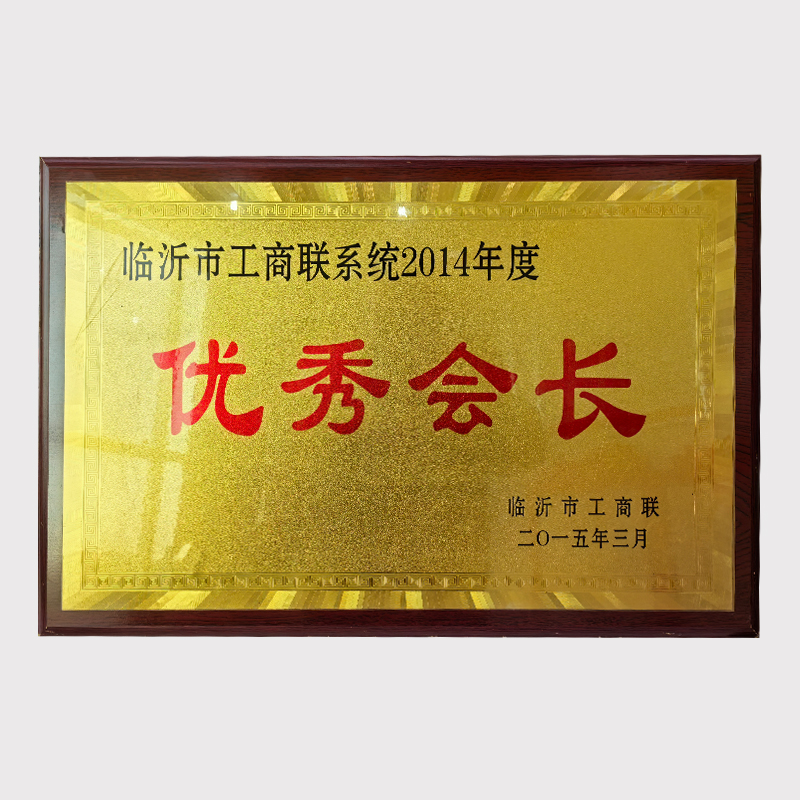 临沂市工商联系统2014年度
优秀会长
临沂市工商联
二〇一五年三月